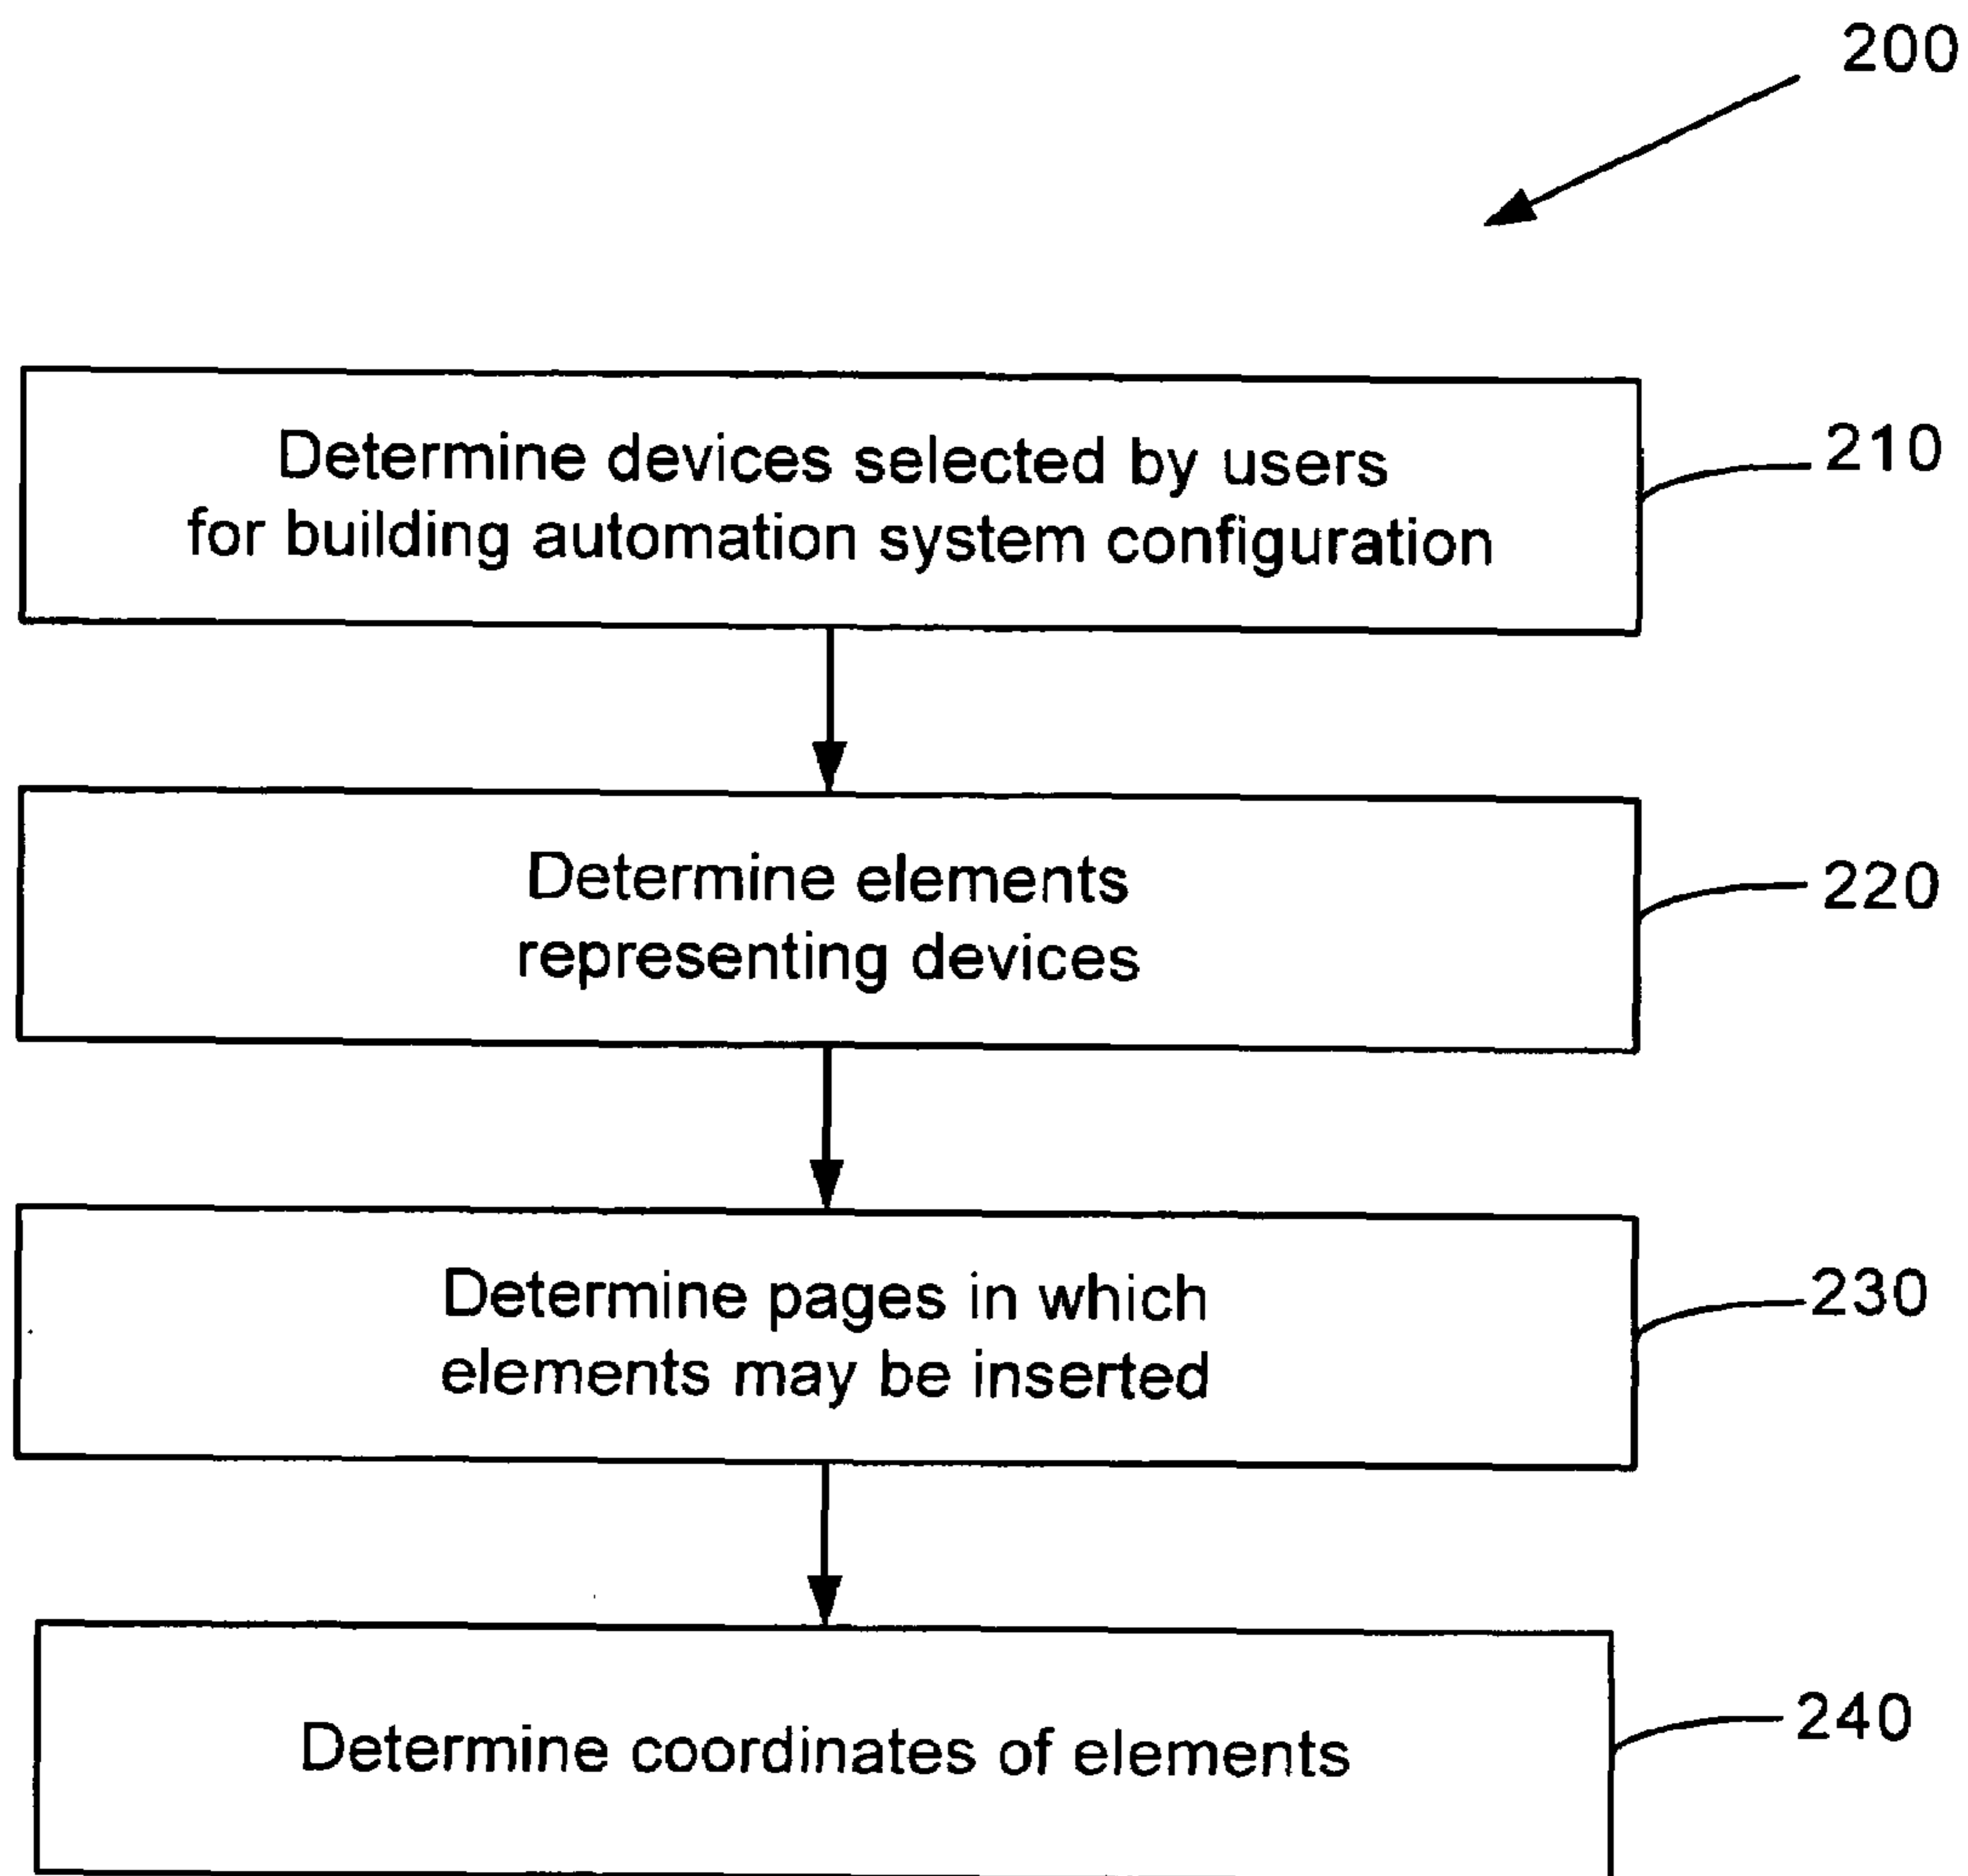 200
Determine devices selected by users
for building automation system configuration
210
Determine elements
representing devices
220
Determine pages in which
elements may be inserted
230
Determine coordinates of elements
240